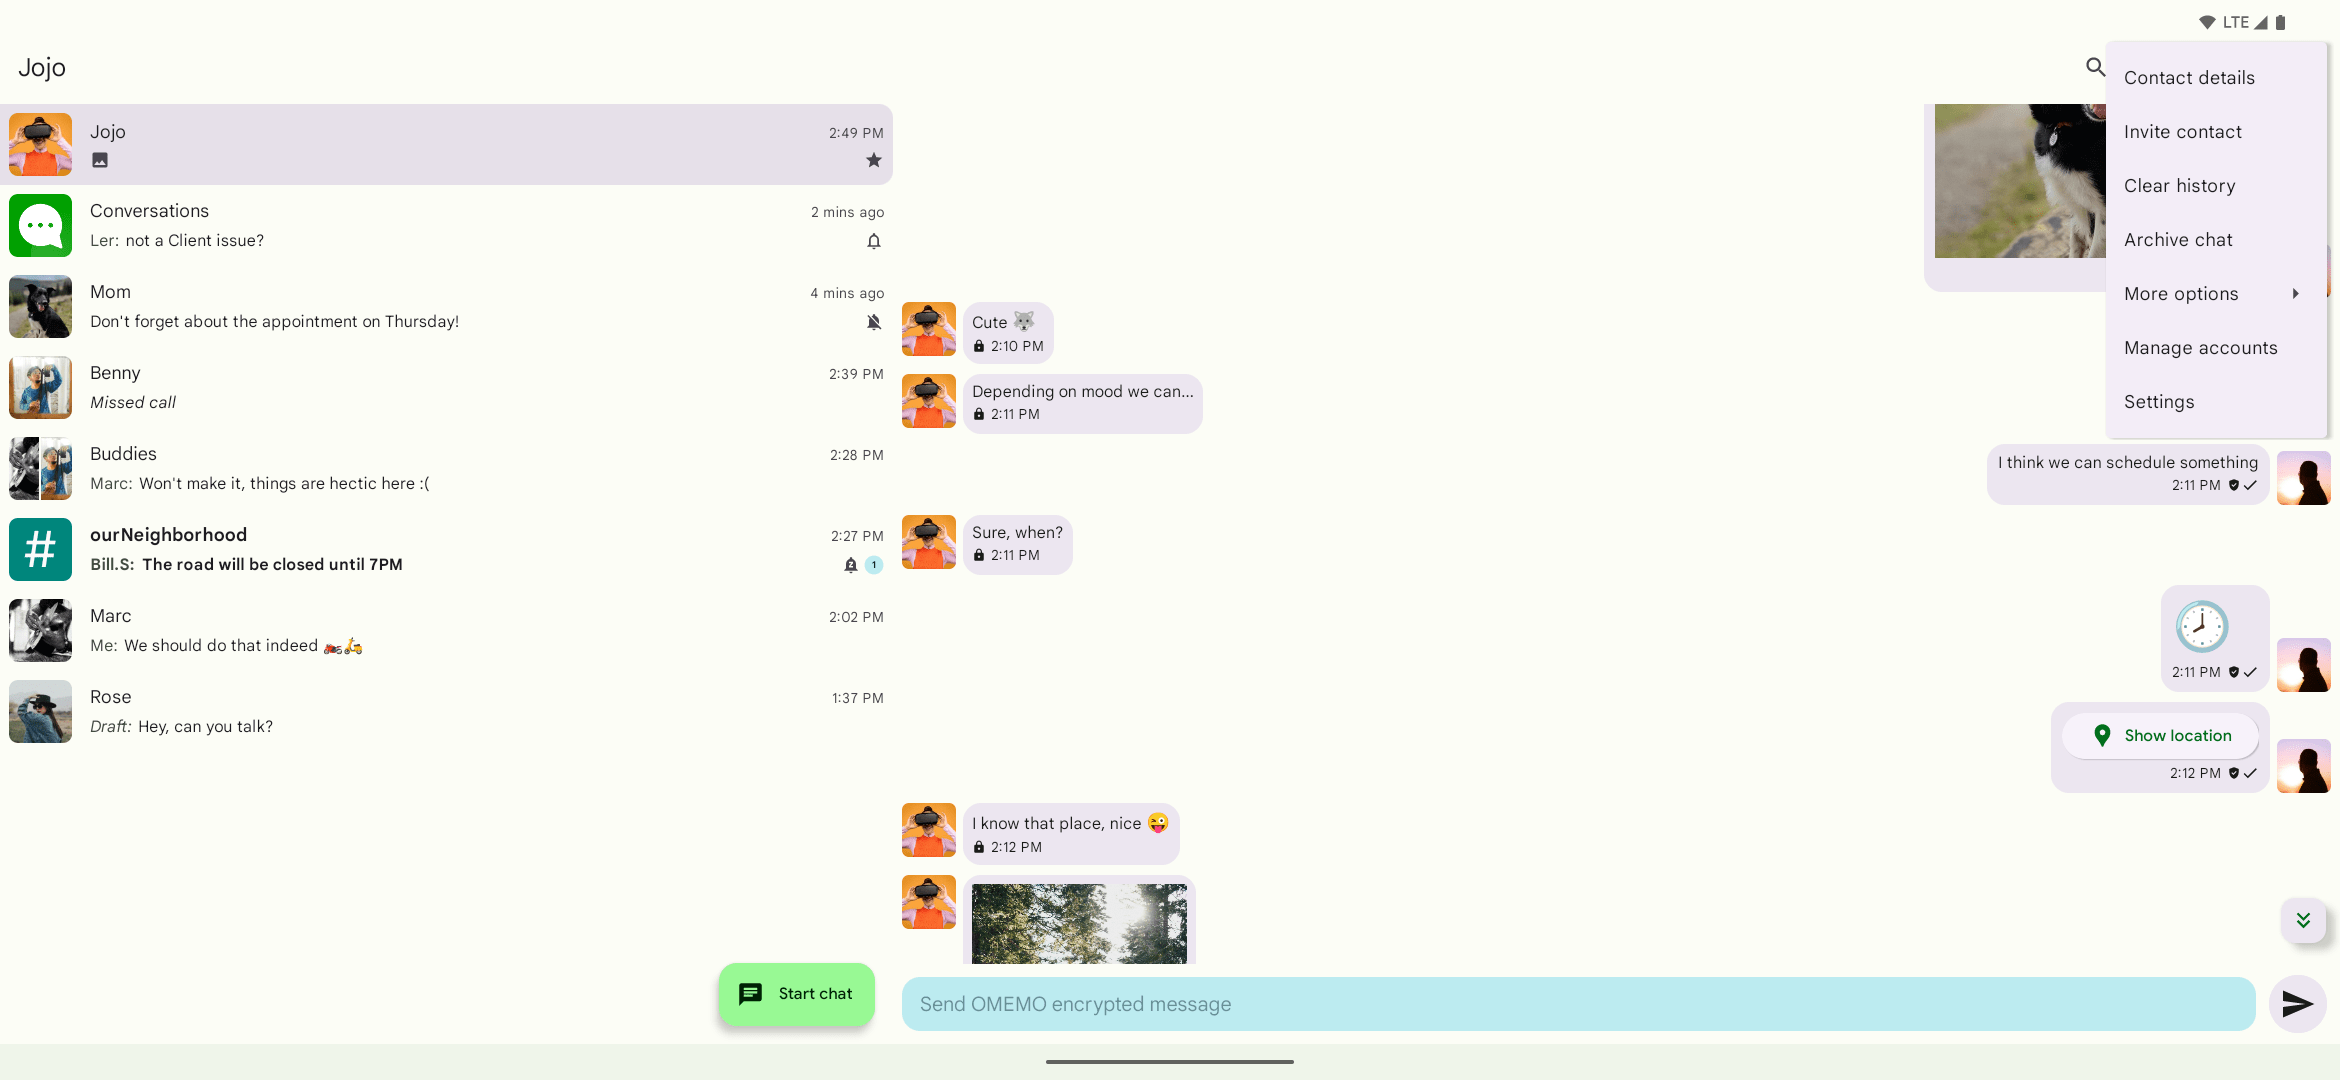 LTE
Jojo
Jojo
2:49 PM
Conversations
2 mins ago
Ler: not a Client issue?
Mom
4 mins ago
Don't forget about the appointment on Thursday!
Benny
2:39 PM
Missed call
Buddies
2:28 PM
Marc: Won't make it, things are hectic here :(
#
ourNeighborhood
2:27 PM
Bill.S: The road will be closed until 7PM
1
Marc
2:02 PM
Me: We should do that indeed 🏍️🛵
Rose
1:37 PM
Draft: Hey, can you talk?
Start chat
Cute 🐺
2:10 PM
Depending on mood we can...
2:11 PM
I think we can schedule something
2:11 PM
Sure, when?
2:11 PM
🕗
2:11 PM
Show location
2:12 PM
I know that place, nice 😜
2:12 PM
Send OMEMO encrypted message
Contact details
Invite contact
Clear history
Archive chat
More options
Manage accounts
Settings